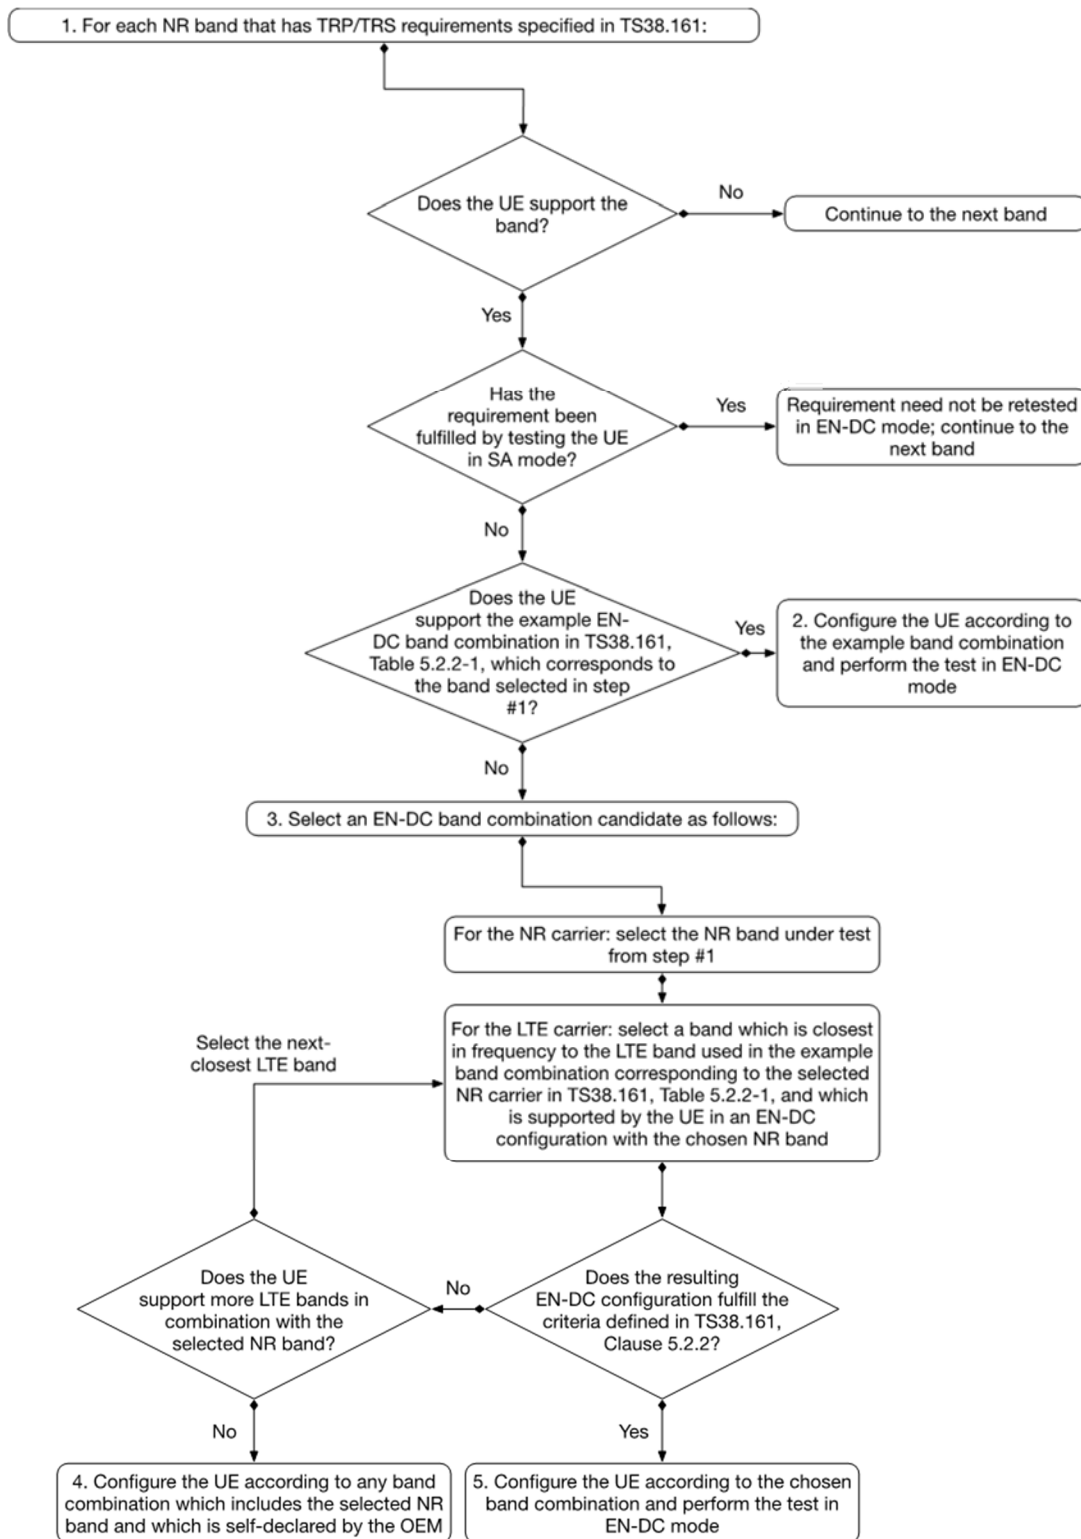 1. For each NR band that has TRP/TRS requirements specified in TS38.161:
Does the UE support the
band?
No
Continue to the next band
Yes
Has the
requirement been
fulfilled by testing the UE
in SA mode?
Yes
Requirement need not be retested
in EN-DC mode; continue to the
next band
No
Does the UE
support the example EN-
DC band combination in TS38.161,
Table 5.2.2-1, which corresponds to
the band selected in step
#1?
Yes
2. Configure the UE according to
the example band combination
and perform the test in EN-DC
mode
No
3. Select an EN-DC band combination candidate as follows:
For the NR carrier: select the NR band under test
from step #1
For the LTE carrier: select a band which is closest
in frequency to the LTE band used in the example
band combination corresponding to the selected
NR carrier in TS38.161, Table 5.2.2-1, and which
is supported by the UE in an EN-DC
configuration with the chosen NR band
Select the next-
closest LTE band
Does the resulting
EN-DC configuration fulfill the
criteria defined in TS38.161,
Clause 5.2.2?
No
Does the UE
support more LTE bands in
combination with the
selected NR band?
No
Yes
4. Configure the UE according to any band
combination which includes the selected NR
band and which is self-declared by the OEM
5. Configure the UE according to the chosen
band combination and perform the test in
EN-DC mode